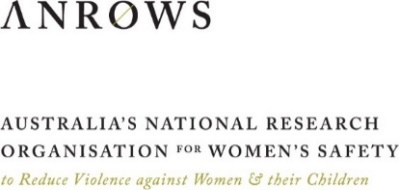 ANROWS
AUSTRALIA'S NATIONAL RESEARCH
ORGANISATION FOR WOMEN'S SAFETY
to Reduce Violence against Women & their Children